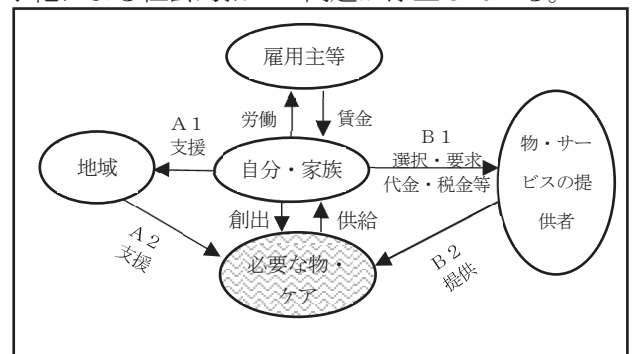 雇用主等
労働
賃金
A1
支援
B1
選択・要求
代金・税金等
地域
自分・家族
物・サー
ビスの提
供者
創出
供給
A2
支援
B2
提供
必要な物・
ケア